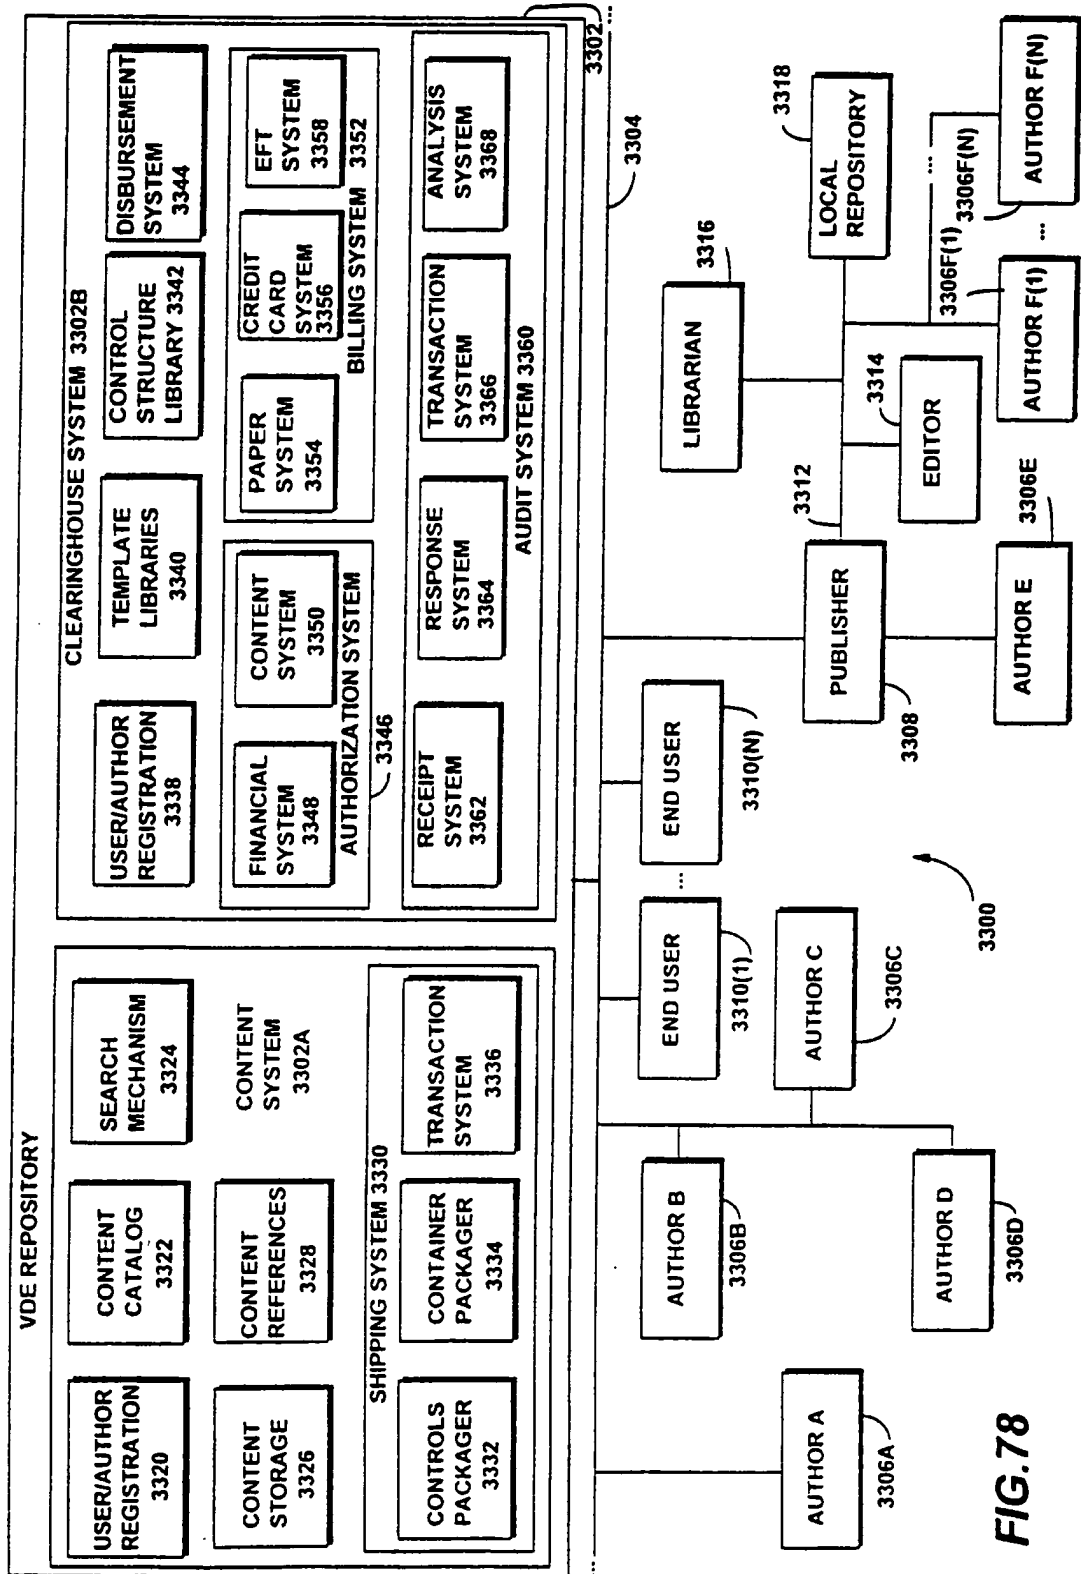 VDE REPOSITORY
USER/AUTHOR
REGISTRATION
3320
CONTENT
CATALOG
3322
SEARCH
MECHANISM
3324
CONTENT
STORAGE
3326
CONTENT
REFERENCES
3328
CONTENT
SYSTEM
3302A
SHIPPING SYSTEM 3330
CONTROLS
PACKAGER
3332
CONTAINER
PACKAGER
3334
TRANSACTION
SYSTEM
3336
CLEARINGHOUSE SYSTEM 3302B
USER/AUTHOR
REGISTRATION
3338
TEMPLATE
LIBRARIES
3340
CONTROL
STRUCTURE
LIBRARY 3342
DISBURSEMENT
SYSTEM
3344
FINANCIAL
SYSTEM
3348
CONTENT
SYSTEM
3350
AUTHORIZATION SYSTEM
3346
PAPER
SYSTEM
3354
CREDIT
CARD
SYSTEM
3356
EFT
SYSTEM
3358
BILLING SYSTEM 3352
RECEIPT
SYSTEM
3362
RESPONSE
SYSTEM
3364
TRANSACTION
SYSTEM
3366
ANALYSIS
SYSTEM
3368
AUDIT SYSTEM 3360
3302
...
...
3304
AUTHOR A
3306A
AUTHOR B
3306B
AUTHOR C
3306C
AUTHOR D
3306D
END USER
3310(1)
...
END USER
3310(N)
3300
PUBLISHER
3308
3312
AUTHOR E
3306E
EDITOR
3314
LIBRARIAN
3316
LOCAL
REPOSITORY
3318
3306F(1)
3306F(N)
...
AUTHOR F(1)
...
AUTHOR F(N)
FIG.78